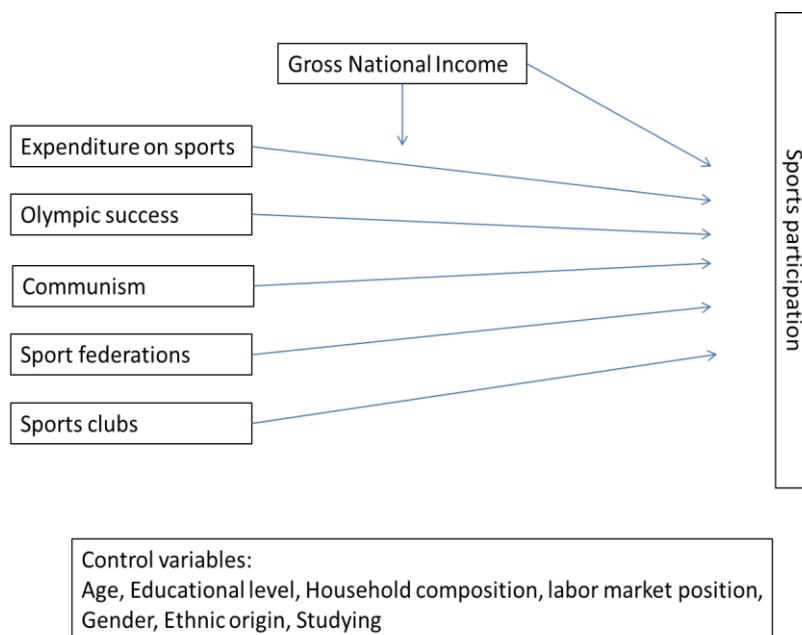 Gross National Income
Expenditure on sports
Olympic success
Communism
Sport federations
Sports clubs
Sports participation
Control variables:
Age, Educational level, Household composition, labor market position,
Gender, Ethnic origin, Studying